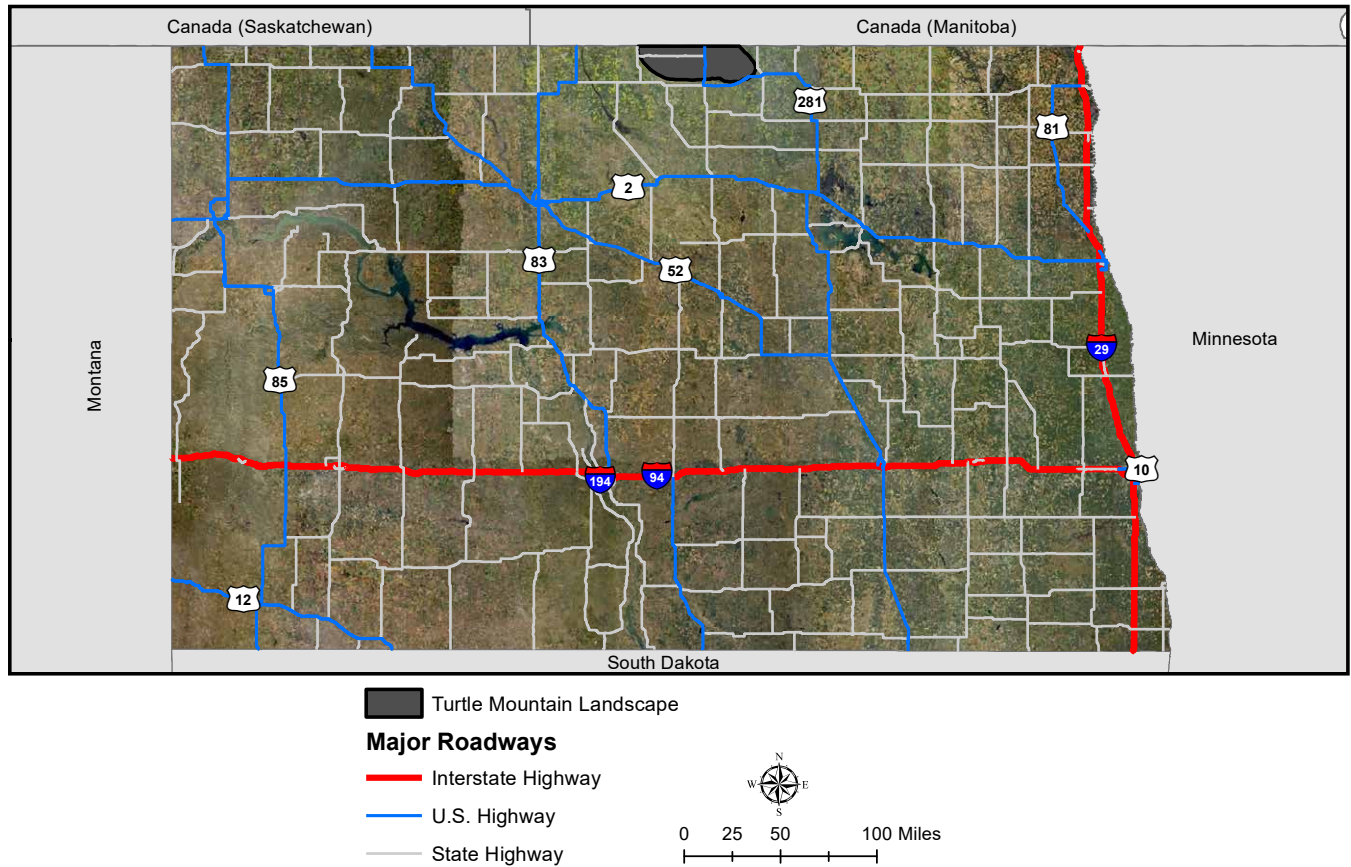 Canada (Saskatchewan)
Canada (Manitoba)
281
81
2
83
52
Montana
Minnesota
29
85
194
94
10
12
South Dakota
Turtle Mountain Landscape
Major Roadways
Interstate Highway
U.S. Highway
State Highway
N
W E
S
0 25 50 100 Miles